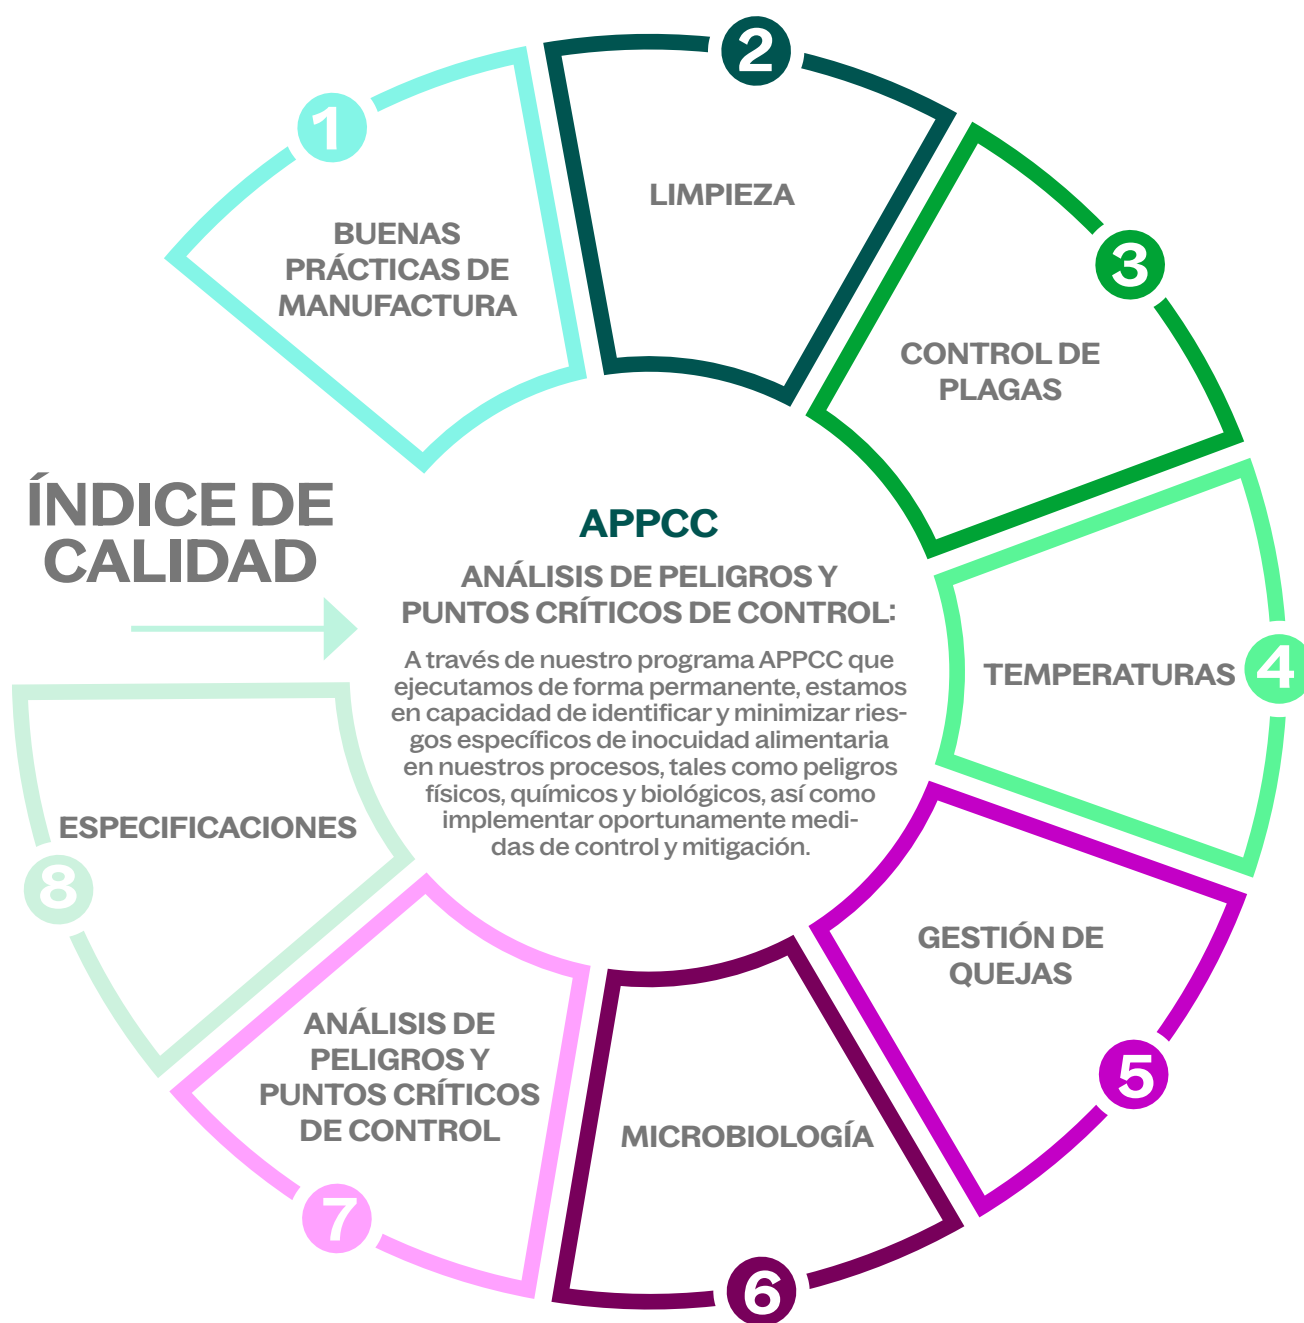 ÍNDICE DE
CALIDAD
1
BUENAS
PRÁCTICAS DE
MANUFACTURA
2
LIMPIEZA
3
CONTROL DE
PLAGAS
4
TEMPERATURAS
5
GESTIÓN DE
QUEJAS
6
MICROBIOLOGÍA
7
ANÁLISIS DE
PELIGROS Y
PUNTOS CRÍTICOS
DE CONTROL
8
ESPECIFICACIONES
APPCC
ANÁLISIS DE PELIGROS Y
PUNTOS CRÍTICOS DE CONTROL:
A través de nuestro programa APPCC que
ejecutamos de forma permanente, estamos
en capacidad de identificar y minimizar ries-
gos específicos de inocuidad alimentaria
en nuestros procesos, tales como peligros
físicos, químicos y biológicos, así como
implementar oportunamente medi-
das de control y mitigación.